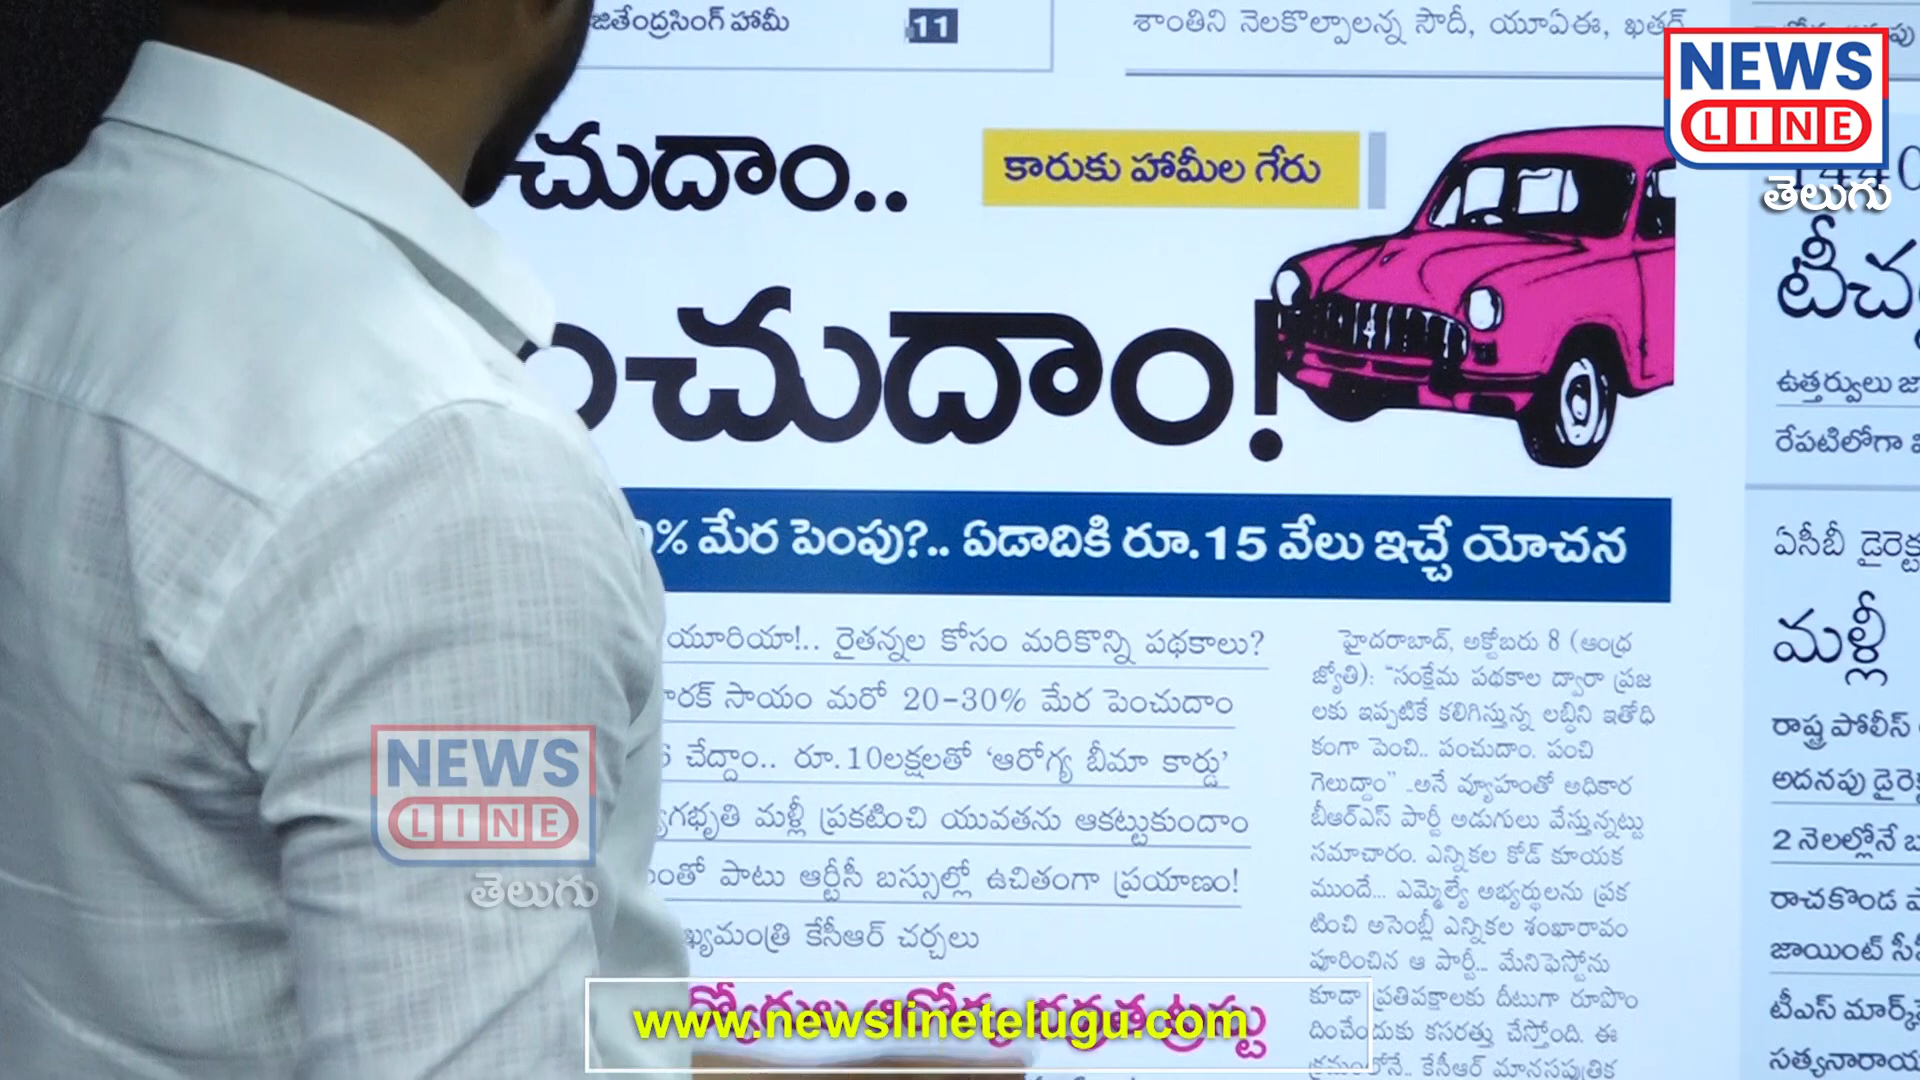 జితేంద్రసింగ్ హామీ
11
శాంతిని నెలకొల్పాలన్న సౌదీ, యూఏఈ, ఖతర్
NEWS
LINE
తెలుగు
చుదాం..
కారుకు హామీల గేరు
ంచుదాం!
% మేర పెంపు?.. ఏడాదికి రూ.15 వేలు ఇచ్చే యోచన
యూరియా!.. రైతన్నల కోసం మరికొన్ని పథకాలు?
సాయం మరో 20-30% మేర పెంచుదాం
చేద్దాం.. రూ.10లక్షలతో ‘ఆరోగ్య బీమా కార్డు’
మళ్లీ ప్రకటించి యువతను ఆకట్టుకుందాం
పాటు ఆర్టీసీ బస్సుల్లో ఉచితంగా ప్రయాణం!
కేసీఆర్ చర్చలు
హైదరాబాద్, అక్టోబరు 8 (ఆంధ్ర
జ్యోతి): “సంక్షేమ పథకాల ద్వారా ప్రజ
లకు ఇప్పటికే కలిగిస్తున్న లబ్ధిని ఇతోధి
కంగా పెంచి.. పంచుదాం. పంచి
గెలుద్దాం” ..అనే వ్యూహంతో అధికార
బీఆర్ఎస్ పార్టీ అడుగులు వేస్తున్నట్టు
సమాచారం. ఎన్నికల కోడ్ కూయక
ముందే... ఎమ్మెల్యే అభ్యర్థులను ప్రక
టించి అసెంబ్లీ ఎన్నికల శంఖారావం
పూరించిన ఆ పార్టీ... మేనిఫెస్టోను
కూడా ప్రతిపక్షాలకు దీటుగా రూపొం
దించేందుకు కసరత్తు చేస్తోంది. ఈ
క్రమంలోనే.. కేసీఆర్ మానసపుత్రిక
టీచ
ఉత్తర్వులు
రేపటిలోగా
ఏసీబీ డైరెక్ట
మళ్లీ
రాష్ట్ర పోలీస్
అదనపు డైరె
2 నెలల్లోనే
రాచకొండ
జాయింట్
టీఎస్ మార్క్
సత్యనారాయ
NEWS
LINE
తెలుగు
www.newslinetelugu.com
ట్రస్టు